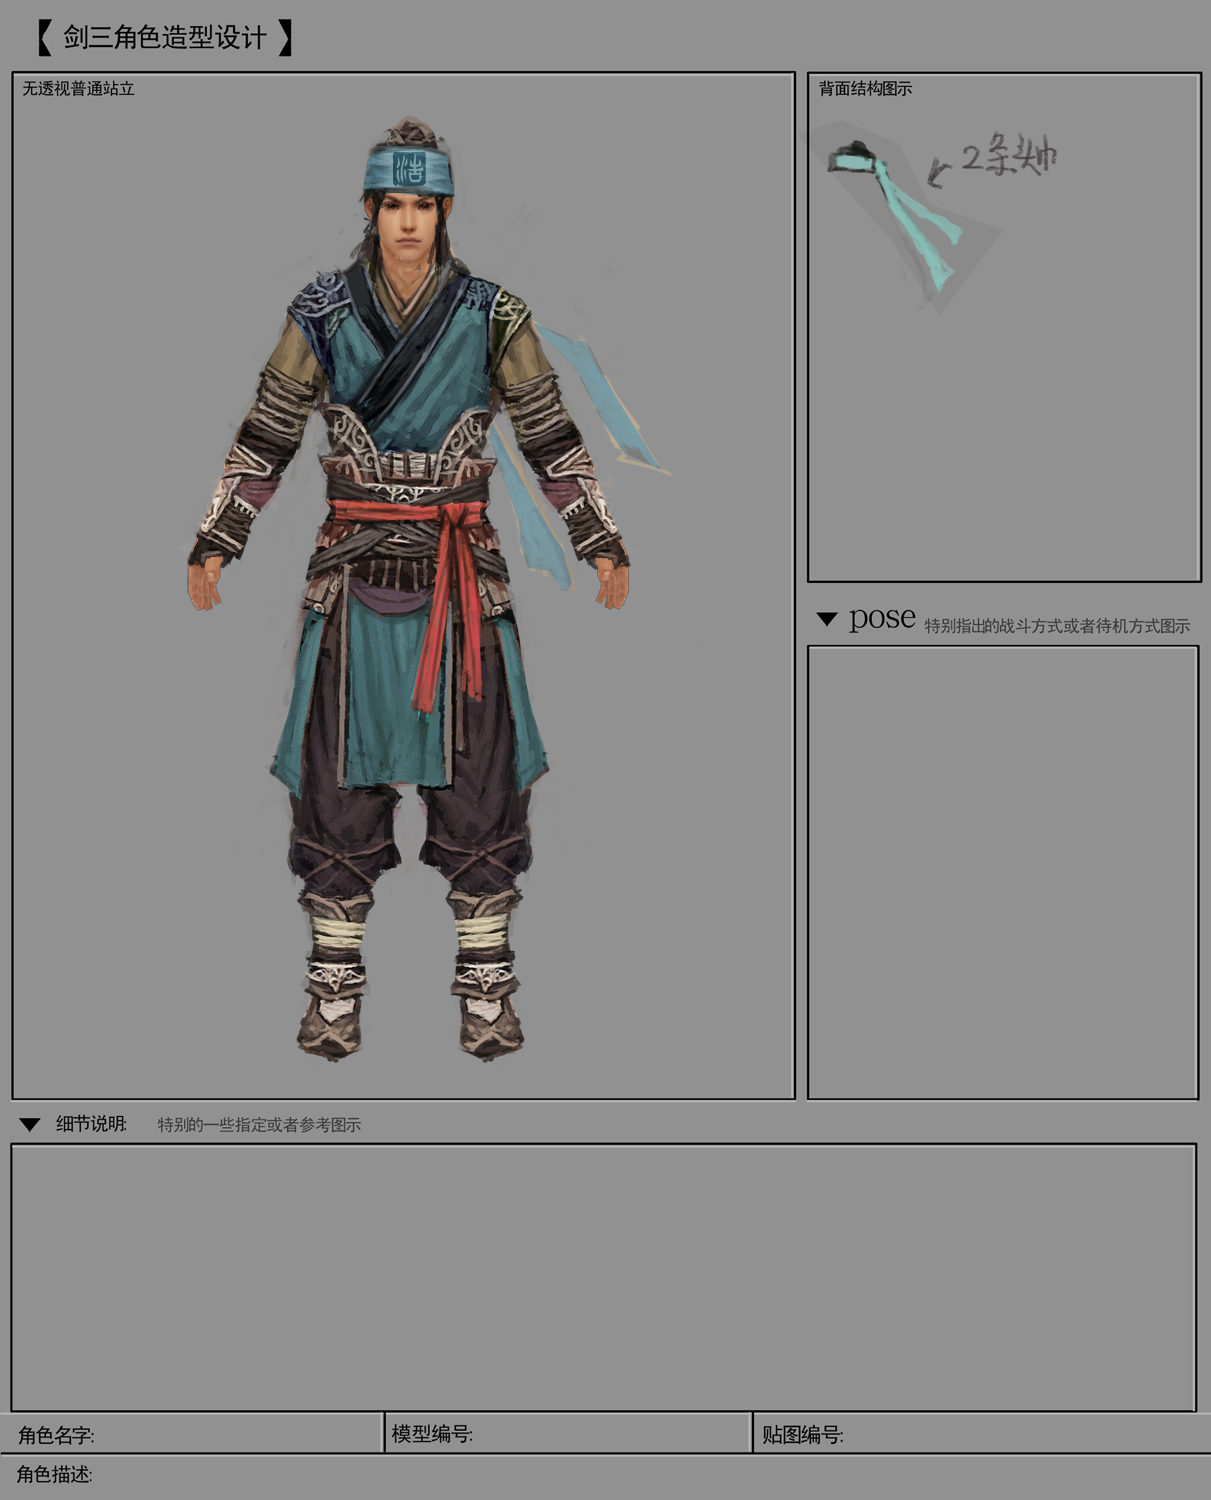 【 剑三角色造型设计 】
无透视普通站立
背面结构图示
浩
2条头巾
▼ pose 特别指出的战斗方式或者待机方式图示
▼ 细节说明: 特别的一些指定或者参考图示
角色名字:
模型编号:
贴图编号:
角色描述: